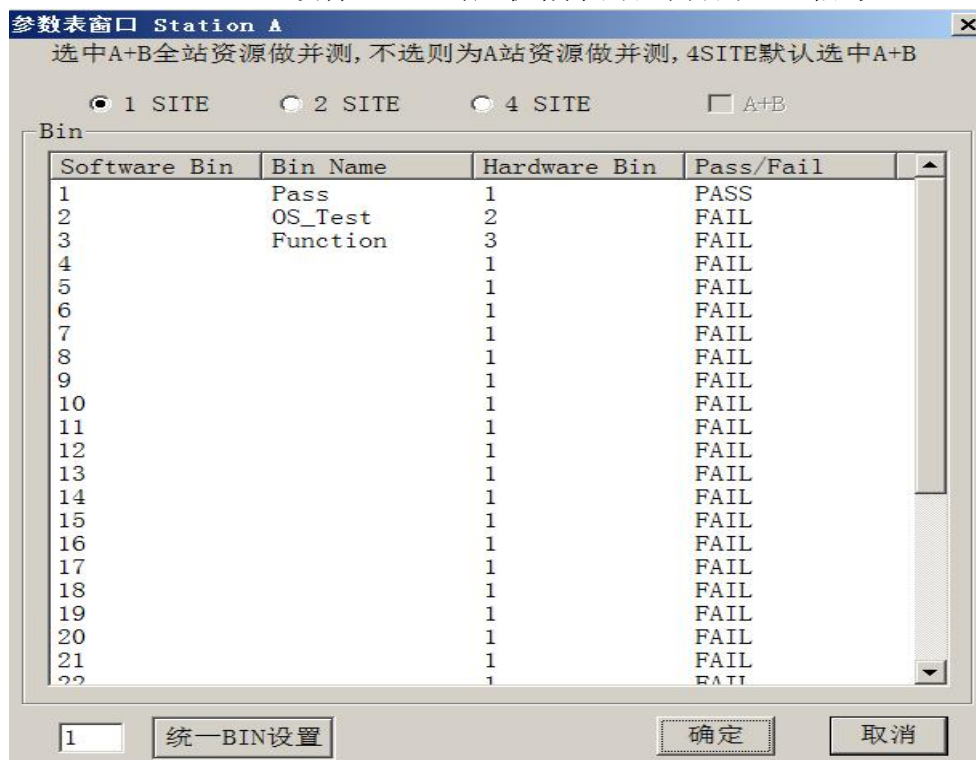 参数表窗口 Station A
选中A+B全站资源做并测,不选则为A站资源做并测,4SITE默认选中A+B
1 SITE 2 SITE 4 SITE A+B
Bin
Software Bin Bin Name Hardware Bin Pass/Fail
1 Pass 1 PASS
2 OS_Test 2 FAIL
3 Function 3 FAIL
4 1 FAIL
5 1 FAIL
6 1 FAIL
7 1 FAIL
8 1 FAIL
9 1 FAIL
10 1 FAIL
11 1 FAIL
12 1 FAIL
13 1 FAIL
14 1 FAIL
15 1 FAIL
16 1 FAIL
17 1 FAIL
18 1 FAIL
19 1 FAIL
20 1 FAIL
21 1 FAIL
22 1 FAIL
1 统一BIN设置 确定 取消